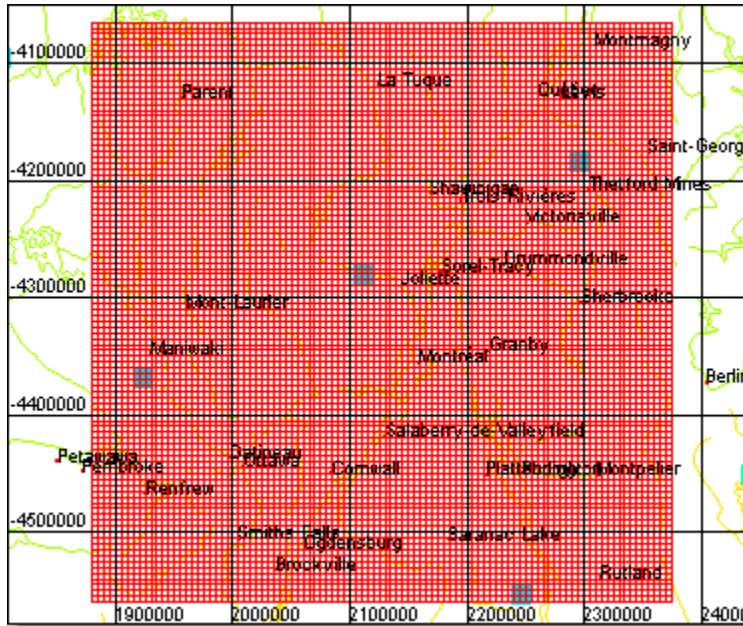 Montmagny
-4100000
La Tuque
Parent
Québec
Lévis
Saint-Georg
-4200000
Thetford Mines
Shawinigan
Trois-Rivières
Victoriaville
Drummondville
Sorel-Tracy
Joliette
-4300000
Mont-Laurier
Sherbrooke
Maniwaki
Granby
Montréal
Berlin
-4400000
Salaberry-de-Valleyfield
Gatineau
Petawawa
Ottawa
Pembroke
Cornwall
Montpelier
Renfrew
-4500000
Smiths Falls
Saranac Lake
Ogdensburg
Brockville
Rutland
1900000
2000000
2100000
2200000
2300000
2400